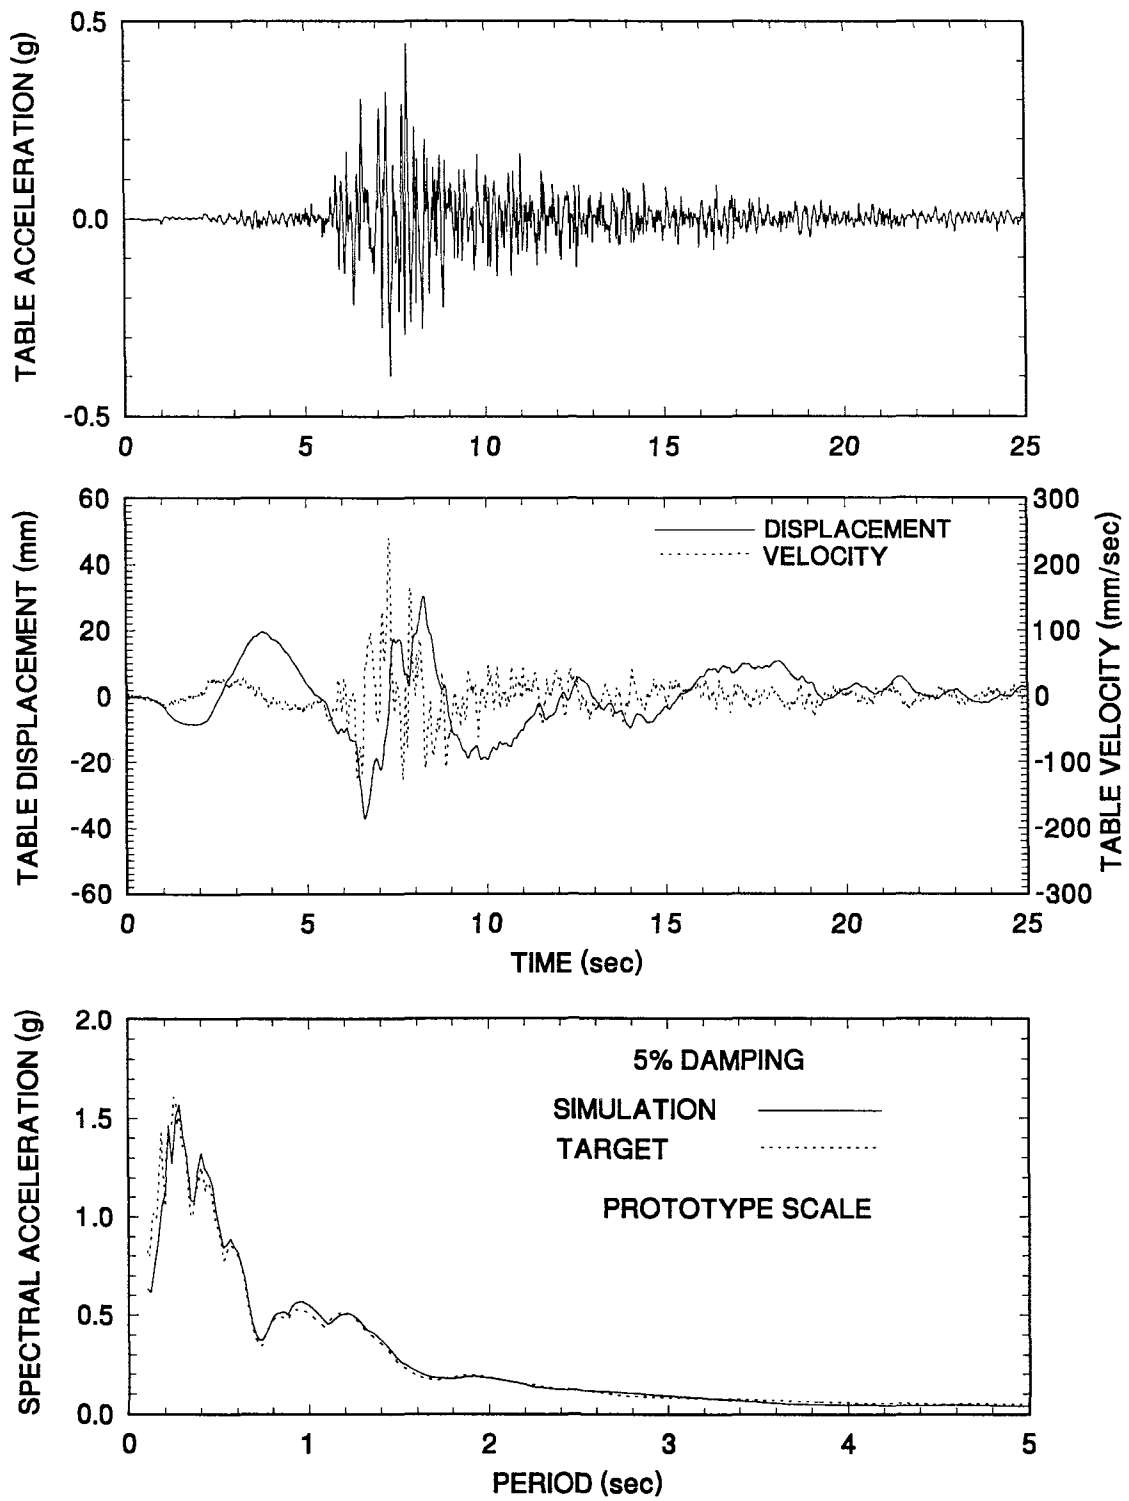 TABLE ACCELERATION (g)
0.5
0.0
-0.5
0 5 10 15 20 25
TABLE DISPLACEMENT (mm)
60
40
20
0
-20
-40
-60
DISPLACEMENT
VELOCITY
300
200
100
0
-100
-200
-300
TABLE VELOCITY (mm/sec)
0 5 10 15 20 25
TIME (sec)
SPECTRAL ACCELERATION (g)
2.0
1.5
1.0
0.5
0.0
5% DAMPING
SIMULATION
TARGET
PROTOTYPE SCALE
0 1 2 3 4 5
PERIOD (sec)